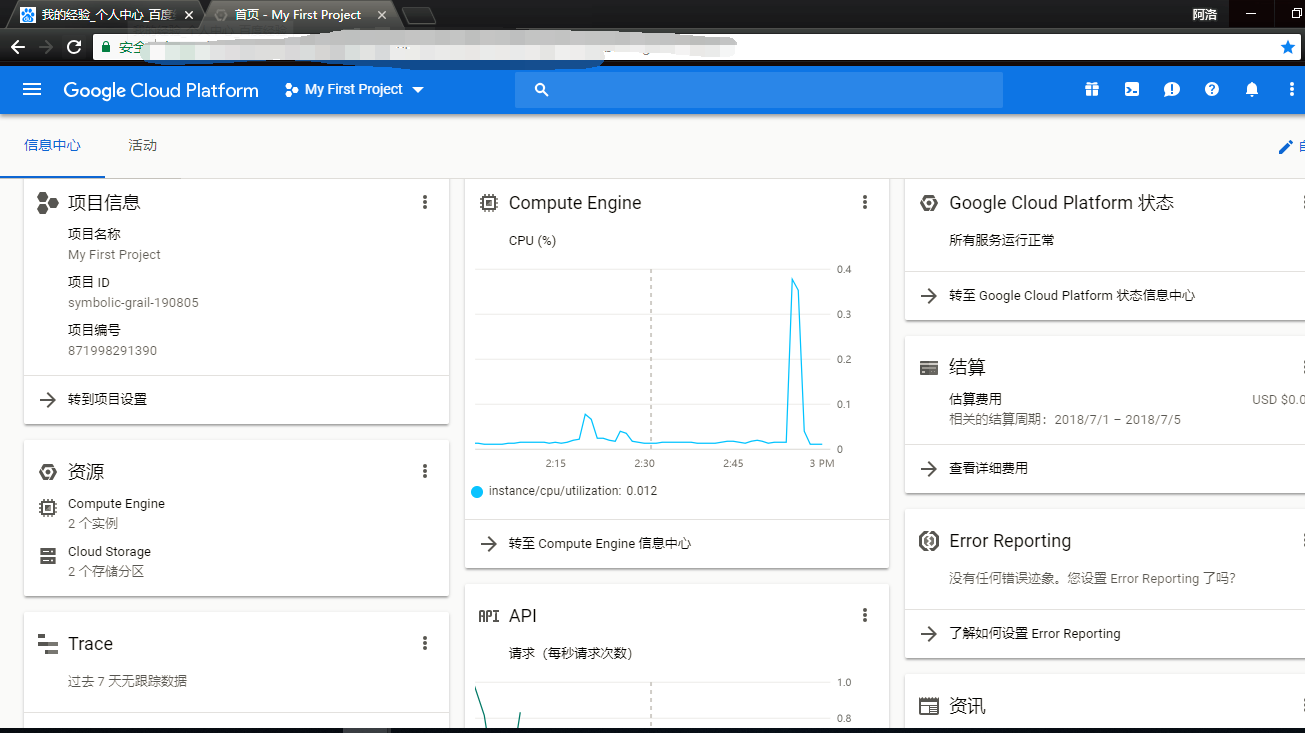 我的经验_个人中心_百度
首页 - My First Project
阿洛
安全
Google Cloud Platform
My First Project
信息中心
活动
项目信息
项目名称
My First Project
项目 ID
symbolic-grail-190805
项目编号
871998291390
转到项目设置
资源
Compute Engine
2 个实例
Cloud Storage
2 个存储分区
Trace
过去 7 天无跟踪数据
Compute Engine
CPU (%)
0.4
0.3
0.2
0.1
0
2:15
2:30
2:45
3 PM
instance/cpu/utilization: 0.012
转至 Compute Engine 信息中心
API
API
请求（每秒请求次数）
1.0
0.8
Google Cloud Platform 状态
所有服务运行正常
转至 Google Cloud Platform 状态信息中心
结算
估算费用
USD $0.0
相关的结算周期：2018/7/1 – 2018/7/5
查看详细费用
Error Reporting
没有任何错误迹象。您设置 Error Reporting 了吗？
了解如何设置 Error Reporting
资讯